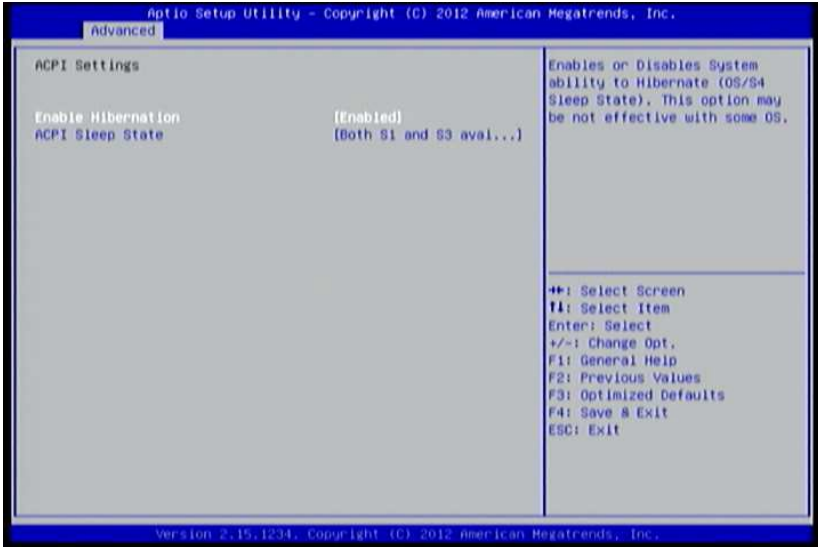 Aptio Setup Utility - Copyright (C) 2012 American Megatrends, Inc.
Advanced
ACPI Settings
Enable Hibernation [Enabled]
ACPI Sleep State [Both S1 and S3 avai...]
Enables or Disables System
ability to Hibernate (OS/S4
Sleep State). This option may
be not effective with some OS.
→←: Select Screen
↑↓: Select Item
Enter: Select
+/-: Change Opt.
F1: General Help
F2: Previous Values
F3: Optimized Defaults
F4: Save & Exit
ESC: Exit
Version 2.15.1234. Copyright (C) 2012 American Megatrends, Inc.